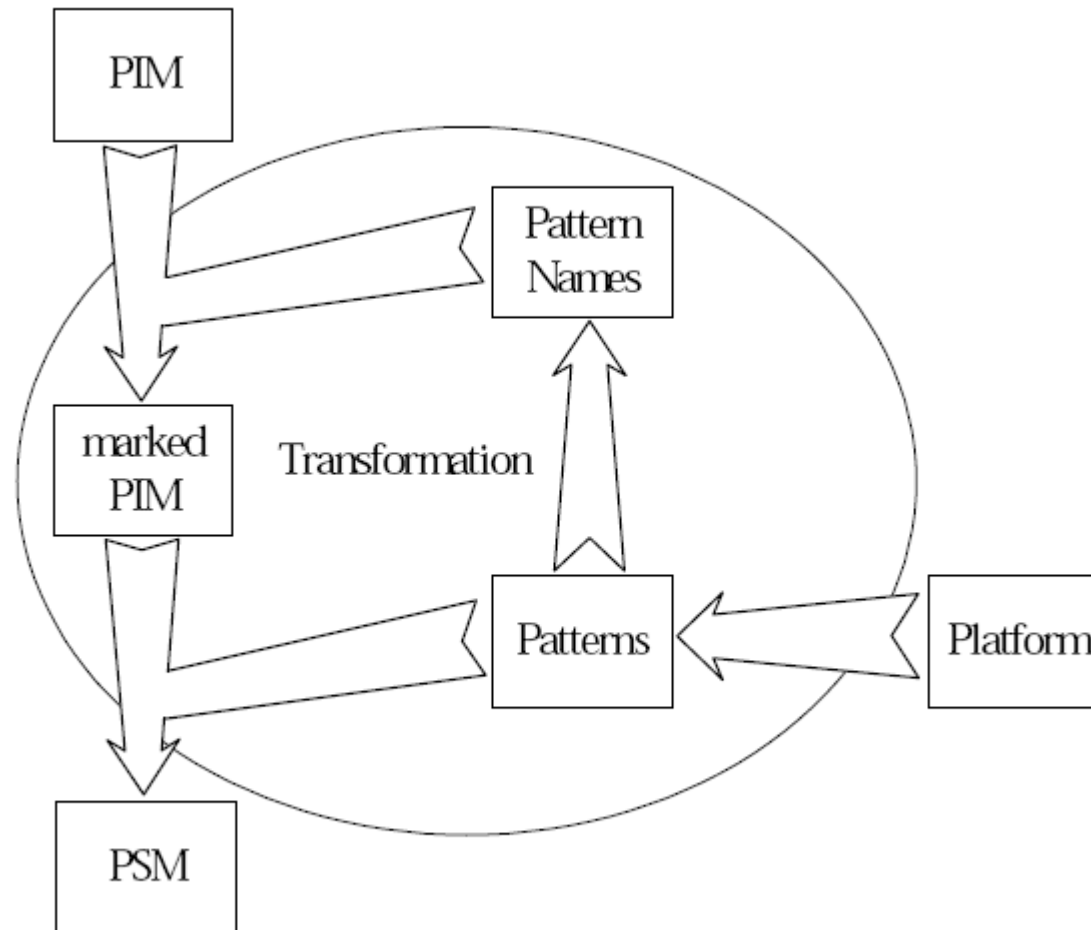 PIM
Pattern
Names
marked
PIM
Transformation
Patterns
Platform
PSM